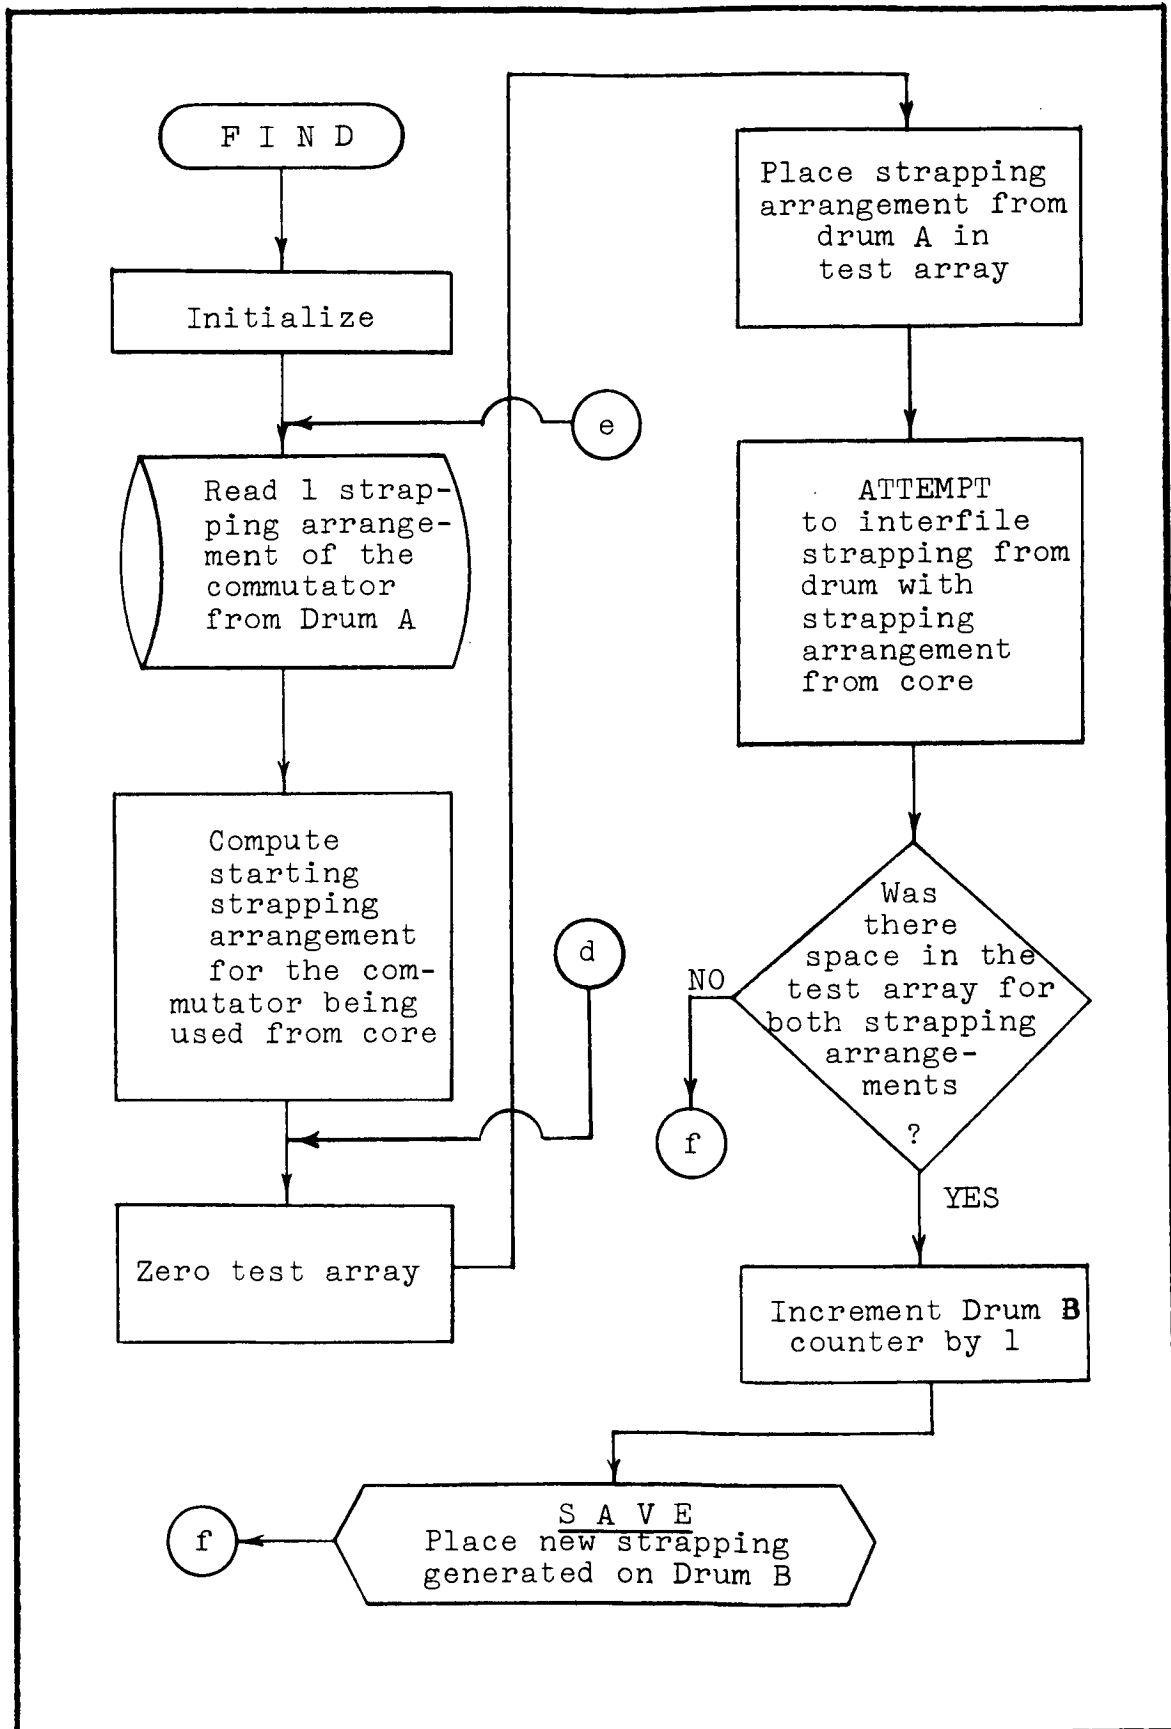 F I N D
Initialize
e
Read 1 strap-
ping arrange-
ment of the
commutator
from Drum A
Compute
starting
strapping
arrangement
for the com-
mutator being
used from core
d
Zero test array
Place strapping
arrangement from
drum A in
test array
ATTEMPT
to interfile
strapping from
drum with
strapping
arrangement
from core
Was
there
space in the
test array for
both strapping
arrange-
ments
?
NO
f
YES
Increment Drum B
counter by 1
S A V E
Place new strapping
generated on Drum B
f